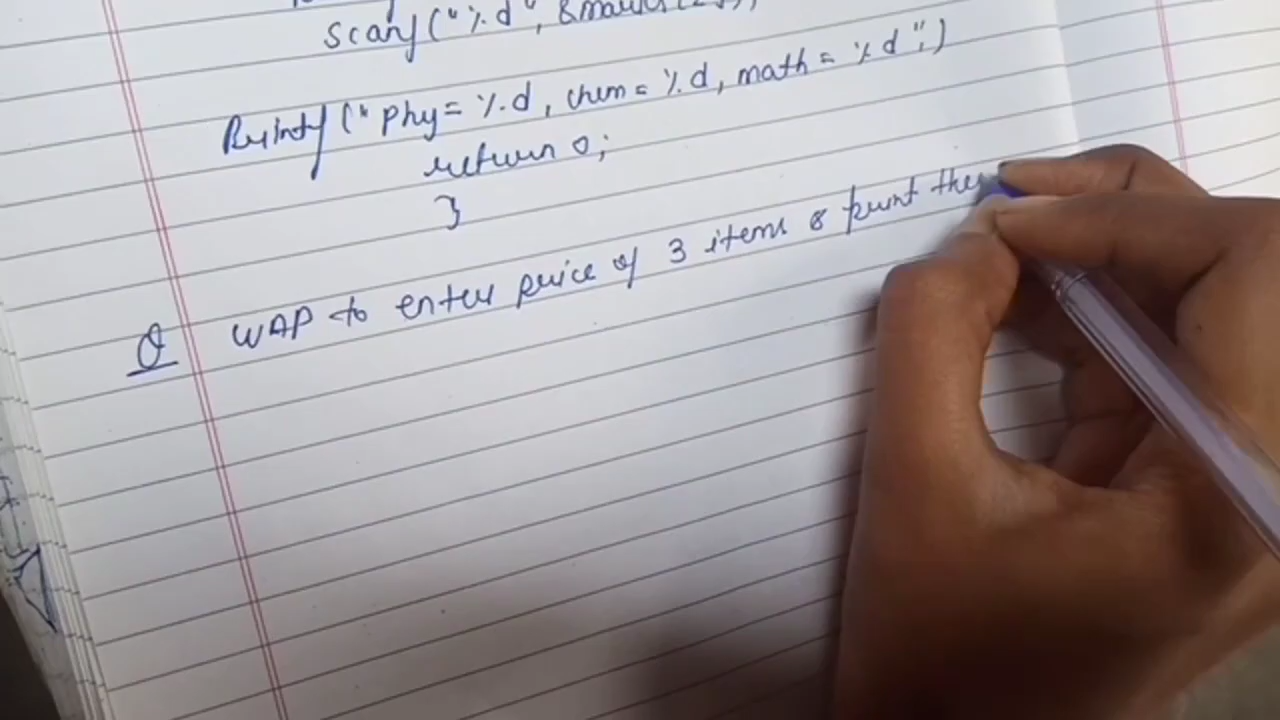 scanf("%d", &marks[2]);
Printf ("Phy= %d, chem= %d, math= %d";)
return 0;
}
Q WAP to enter price of 3 items & print the